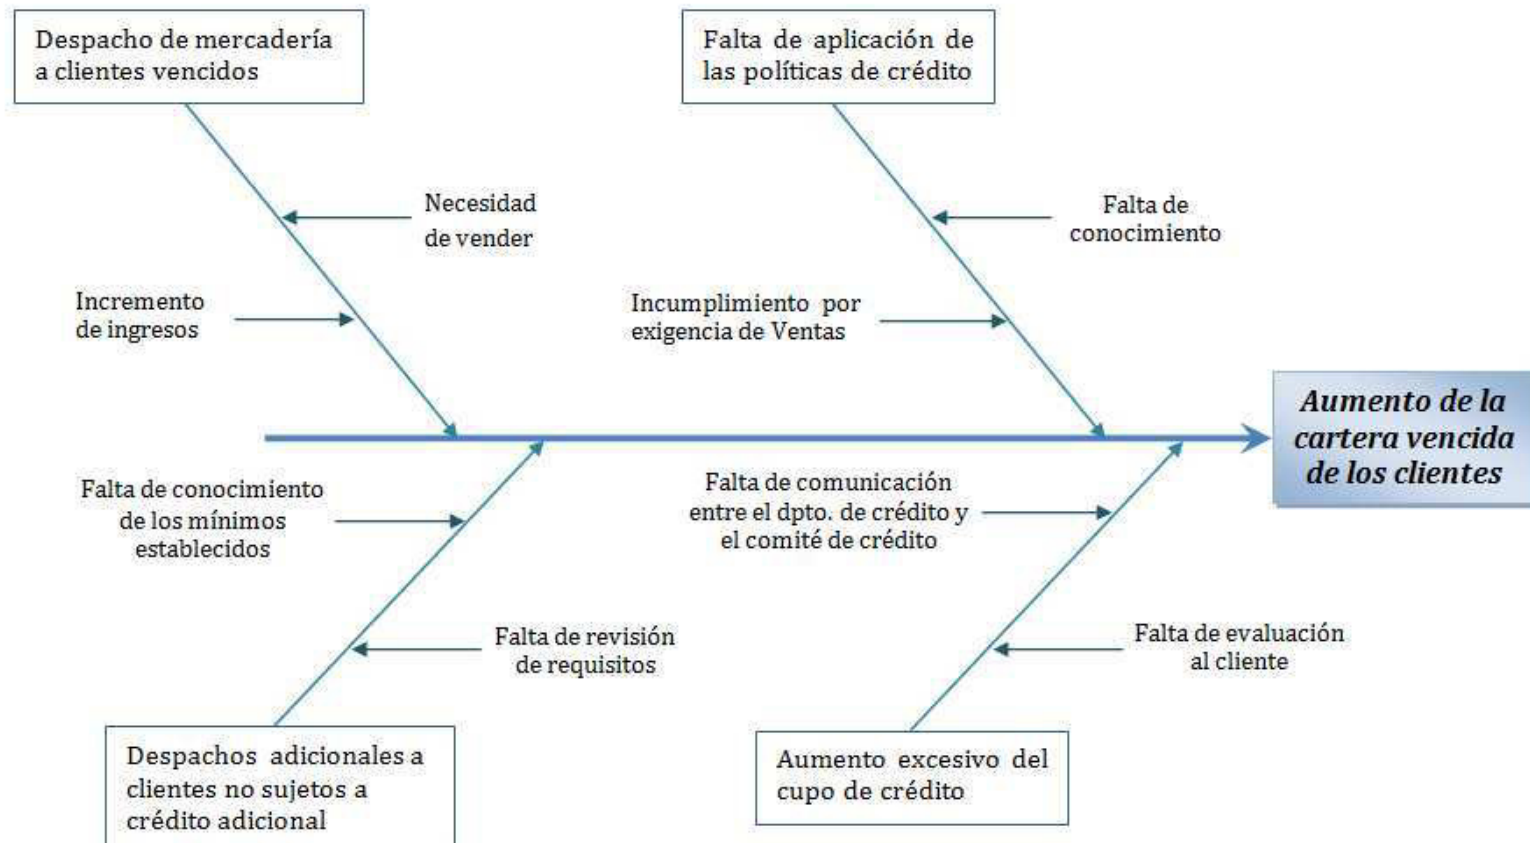 Despacho de mercadería
a clientes vencidos
Falta de aplicación de
las políticas de crédito
Necesidad
de vender
Falta de
conocimiento
Incremento
de ingresos
Incumplimiento por
exigencia de Ventas
Aumento de la
cartera vencida
de los clientes
Falta de conocimiento
de los mínimos
establecidos
Falta de comunicación
entre el dpto. de crédito y
el comité de crédito
Falta de revisión
de requisitos
Falta de evaluación
al cliente
Despachos adicionales a
clientes no sujetos a
crédito adicional
Aumento excesivo del
cupo de crédito